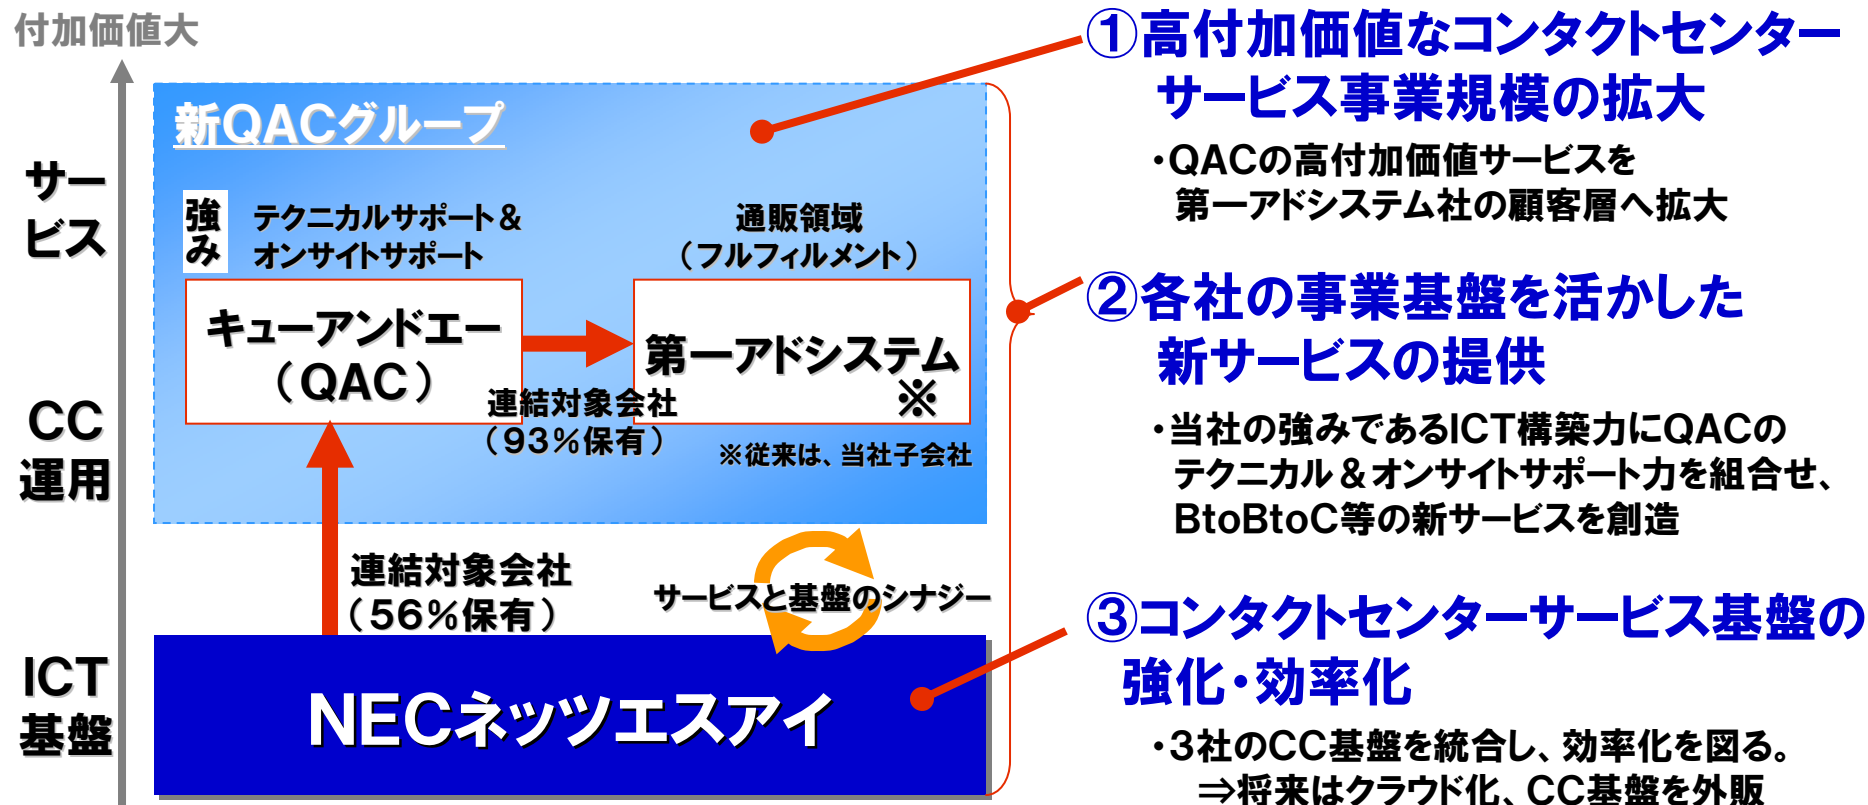 付加価値大
サー
ビス
CC
運用
ICT
基盤
新QACグループ
強
み
テクニカルサポート＆
オンサイトサポート
通販領域
（フルフィルメント）
キューアンドエー
（QAC）
第一アドシステム
※
連結対象会社
（93%保有）
※従来は、当社子会社
連結対象会社
（56%保有）
サービスと基盤のシナジー
NECネッツエスアイ
①高付加価値なコンタクトセンター
サービス事業規模の拡大
・QACの高付加価値サービスを
第一アドシステム社の顧客層へ拡大
②各社の事業基盤を活かした
新サービスの提供
・当社の強みであるICT構築力にQACの
テクニカル＆オンサイトサポート力を組合せ、
BtoBtoC等の新サービスを創造
③コンタクトセンターサービス基盤の
強化・効率化
・3社のCC基盤を統合し、効率化を図る。
⇒将来はクラウド化、CC基盤を外販